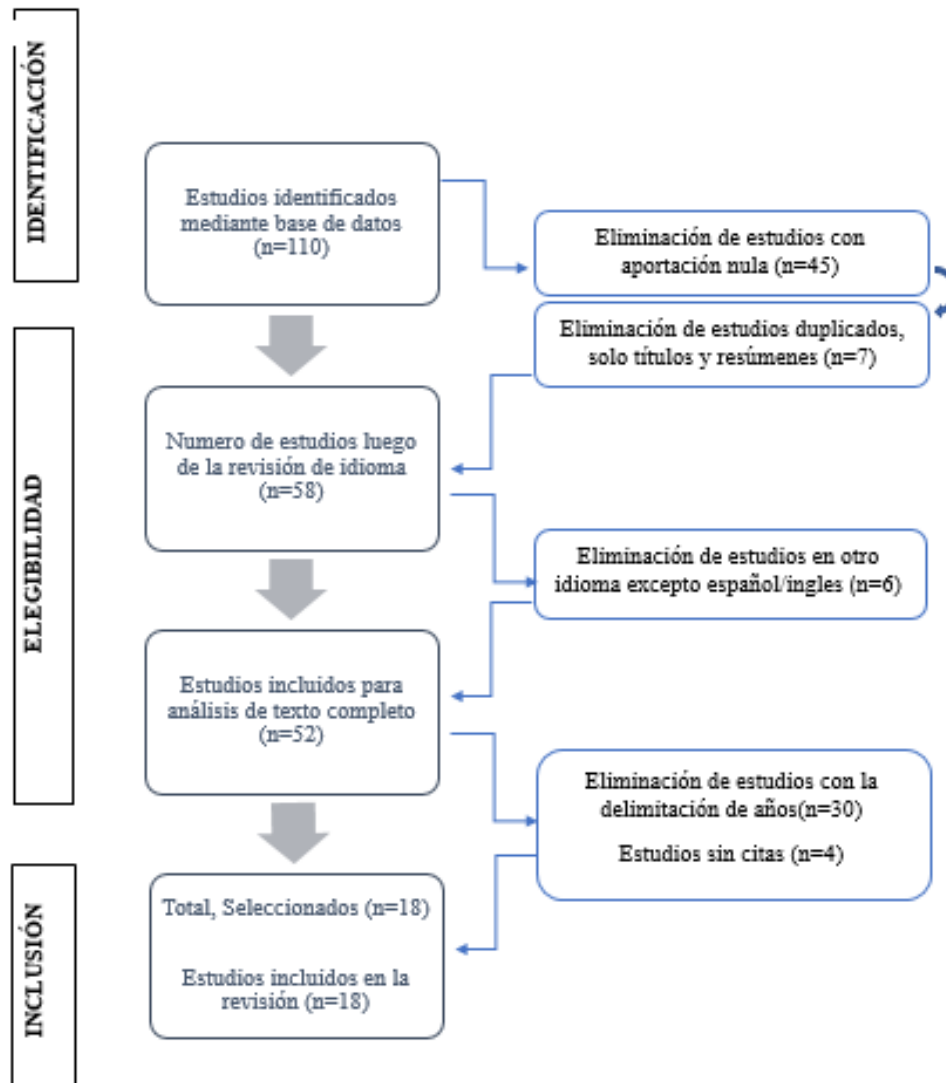 IDENTIFICACIÓN
Estudios identificados
mediante base de datos
(n=110)
Eliminación de estudios con
aportación nula (n=45)
Eliminación de estudios duplicados,
solo títulos y resúmenes (n=7)
ELEGIBILIDAD
Numero de estudios luego
de la revisión de idioma
(n=58)
Eliminación de estudios en otro
idioma excepto español/ingles (n=6)
Estudios incluidos para
análisis de texto completo
(n=52)
Eliminación de estudios con la
delimitación de años(n=30)
Estudios sin citas (n=4)
INCLUSIÓN
Total, Seleccionados (n=18)
Estudios incluidos en la
revisión (n=18)